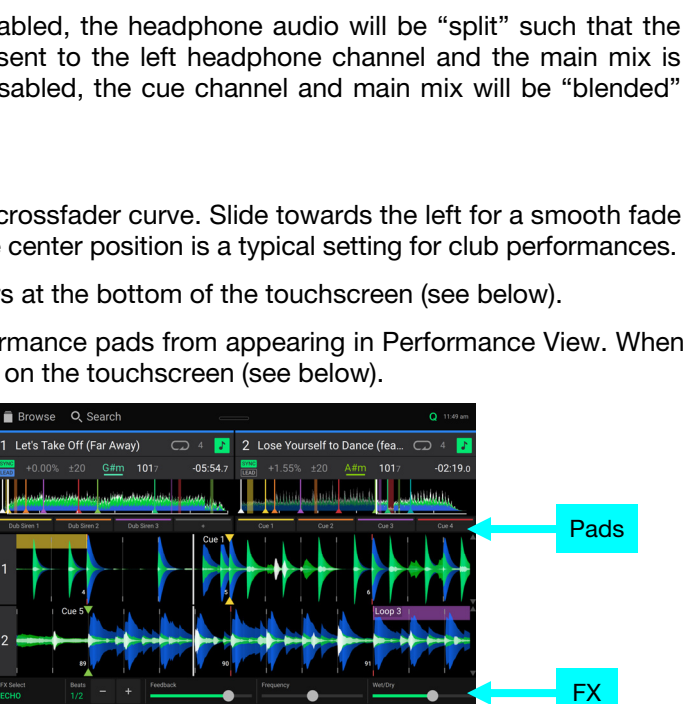 abled, the headphone audio will be “split” such that the
sent to the left headphone channel and the main mix is
sabled, the cue channel and main mix will be “blended”
crossfader curve. Slide towards the left for a smooth fade
e center position is a typical setting for club performances.
rs at the bottom of the touchscreen (see below).
rmance pads from appearing in Performance View. When
on the touchscreen (see below).
Browse Search Q 11:49 am
1 Let's Take Off (Far Away) 4 2 Lose Yourself to Dance (fea... 4
SYNC LEAD +0.00% ±20 G#m 101.7 -05:54.7 SYNC LEAD +1.55% ±20 A#m 101.7 -02:19.0
Dub Siren 1 Dub Siren 2 Dub Siren 3 + Cue 1 Cue 2 Cue 3 Cue 4
Pads
Cue 1
1
4 5 6
Cue 5 Loop 3
2
89 90 91
FX Select Beats Feedback Frequency Wet/Dry
ECHO 1/2 − +
FX